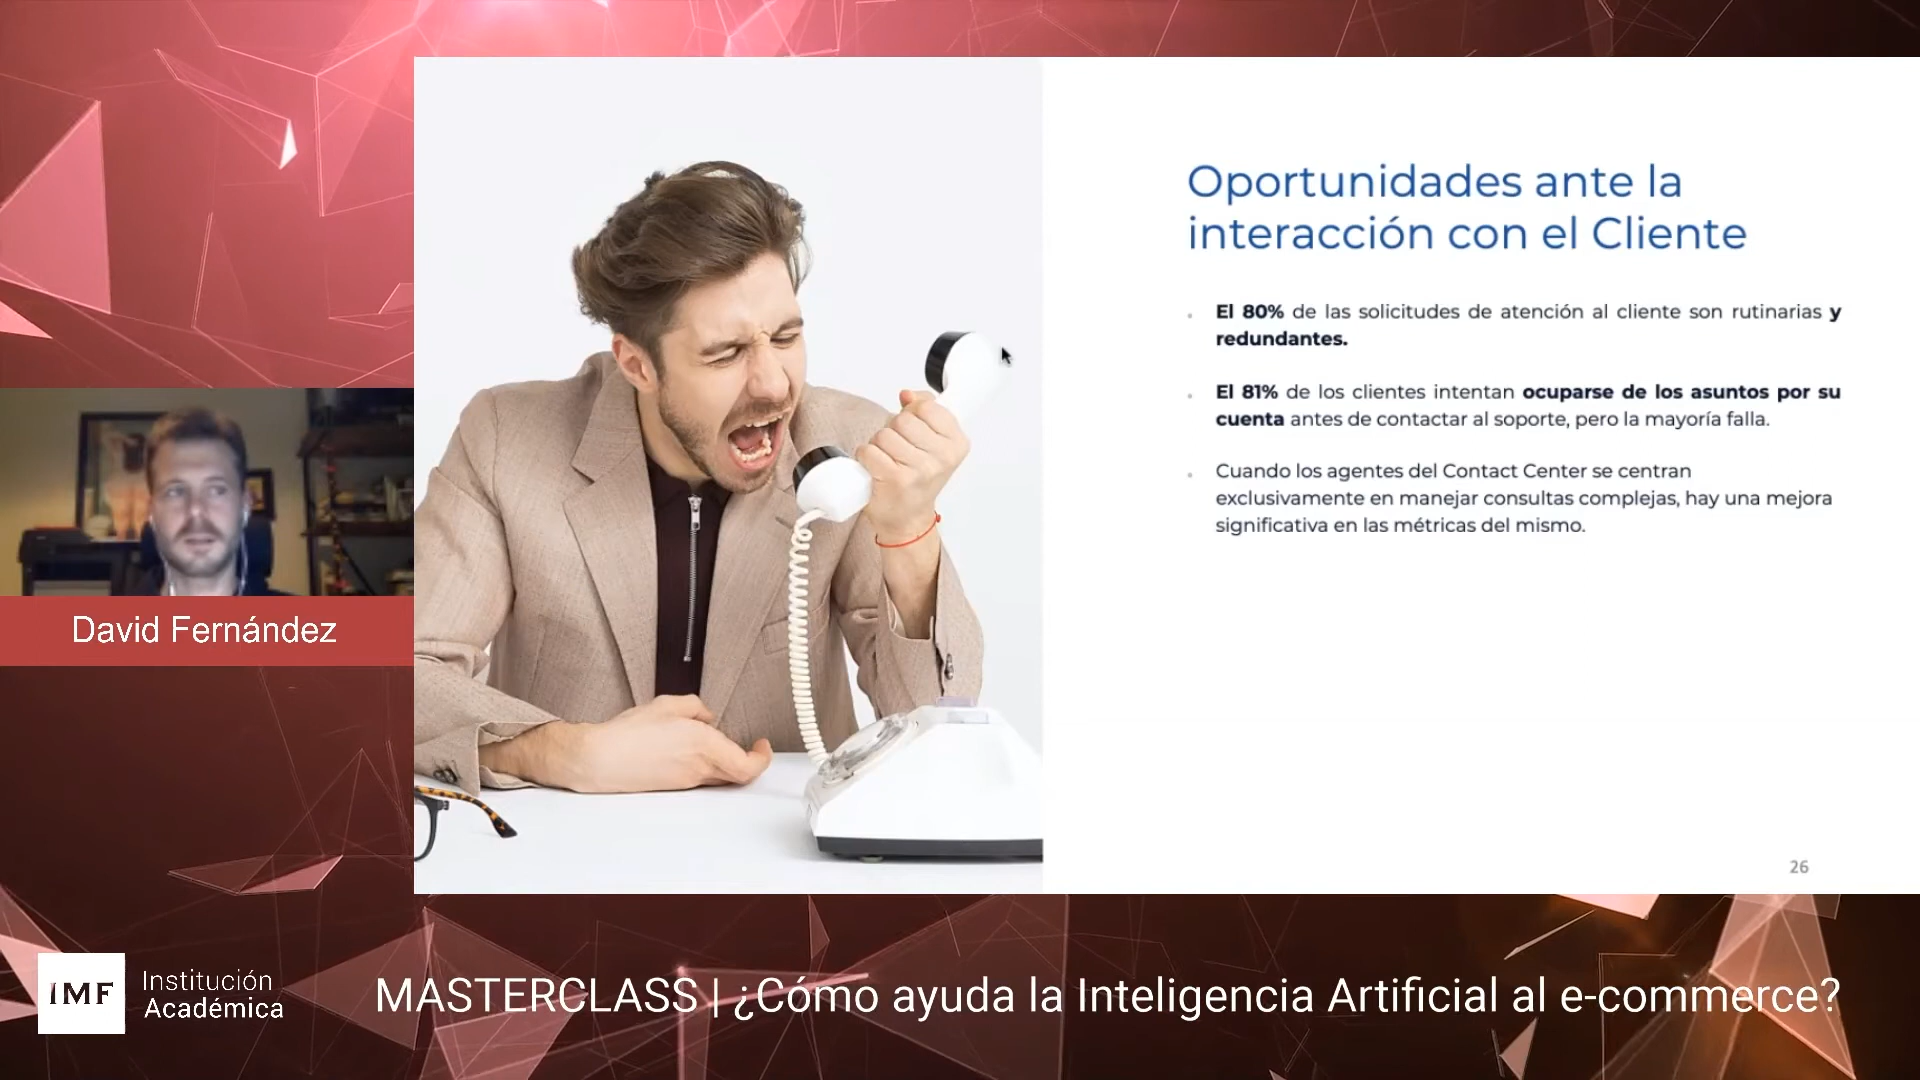 Oportunidades ante la
interacción con el Cliente
El 80% de las solicitudes de atención al cliente son rutinarias y
redundantes.
El 81% de los clientes intentan ocuparse de los asuntos por su
cuenta antes de contactar al soporte, pero la mayoría falla.
Cuando los agentes del Contact Center se centran
exclusivamente en manejar consultas complejas, hay una mejora
significativa en las métricas del mismo.
26
David Fernández
IMF
Institución
Académica
MASTERCLASS | ¿Cómo ayuda la Inteligencia Artificial al e-commerce?